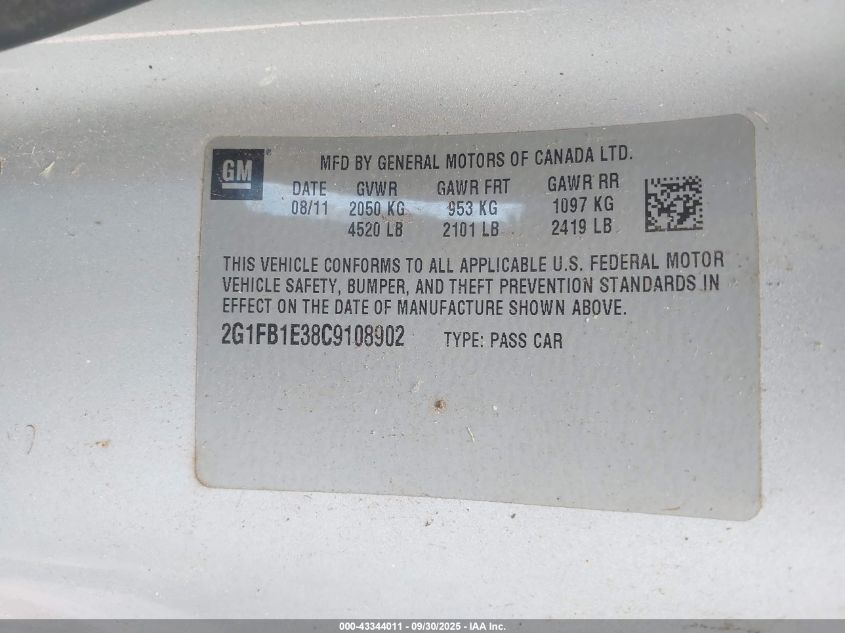 GM®
MFD BY GENERAL MOTORS OF CANADA LTD.
DATE GVWR GAWR FRT GAWR RR
08/11 2050 KG 953 KG 1097 KG
4520 LB 2101 LB 2419 LB
THIS VEHICLE CONFORMS TO ALL APPLICABLE U.S. FEDERAL MOTOR
VEHICLE SAFETY, BUMPER, AND THEFT PREVENTION STANDARDS IN
EFFECT ON THE DATE OF MANUFACTURE SHOWN ABOVE.
2G1FB1E38C9108902 TYPE: PASS CAR
000-43344011 - 09/30/2025 - IAA Inc.